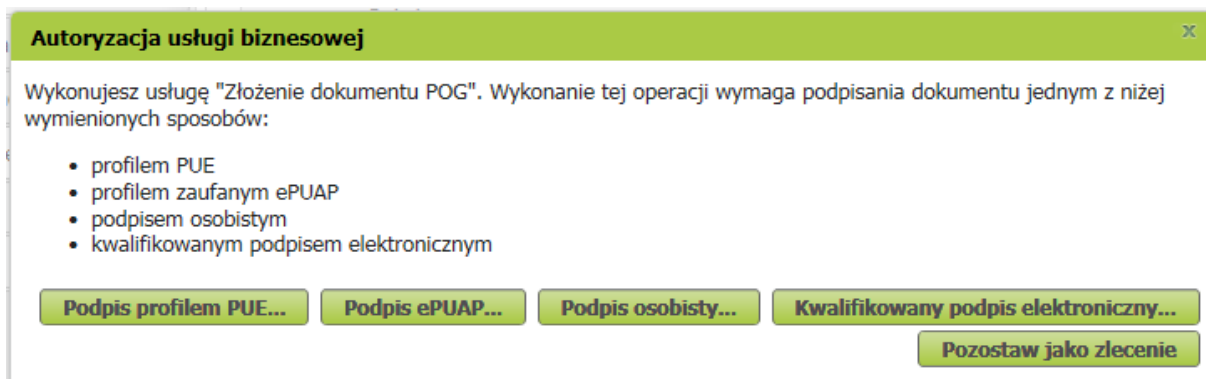 Autoryzacja usługi biznesowej
x
Wykonujesz usługę "Złożenie dokumentu POG". Wykonanie tej operacji wymaga podpisania dokumentu jednym z niżej
wymienionych sposobów:
• profilem PUE
• profilem zaufanym ePUAP
• podpisem osobistym
• kwalifikowanym podpisem elektronicznym
Podpis profilem PUE... Podpis ePUAP... Podpis osobisty... Kwalifikowany podpis elektroniczny...
Pozostaw jako zlecenie